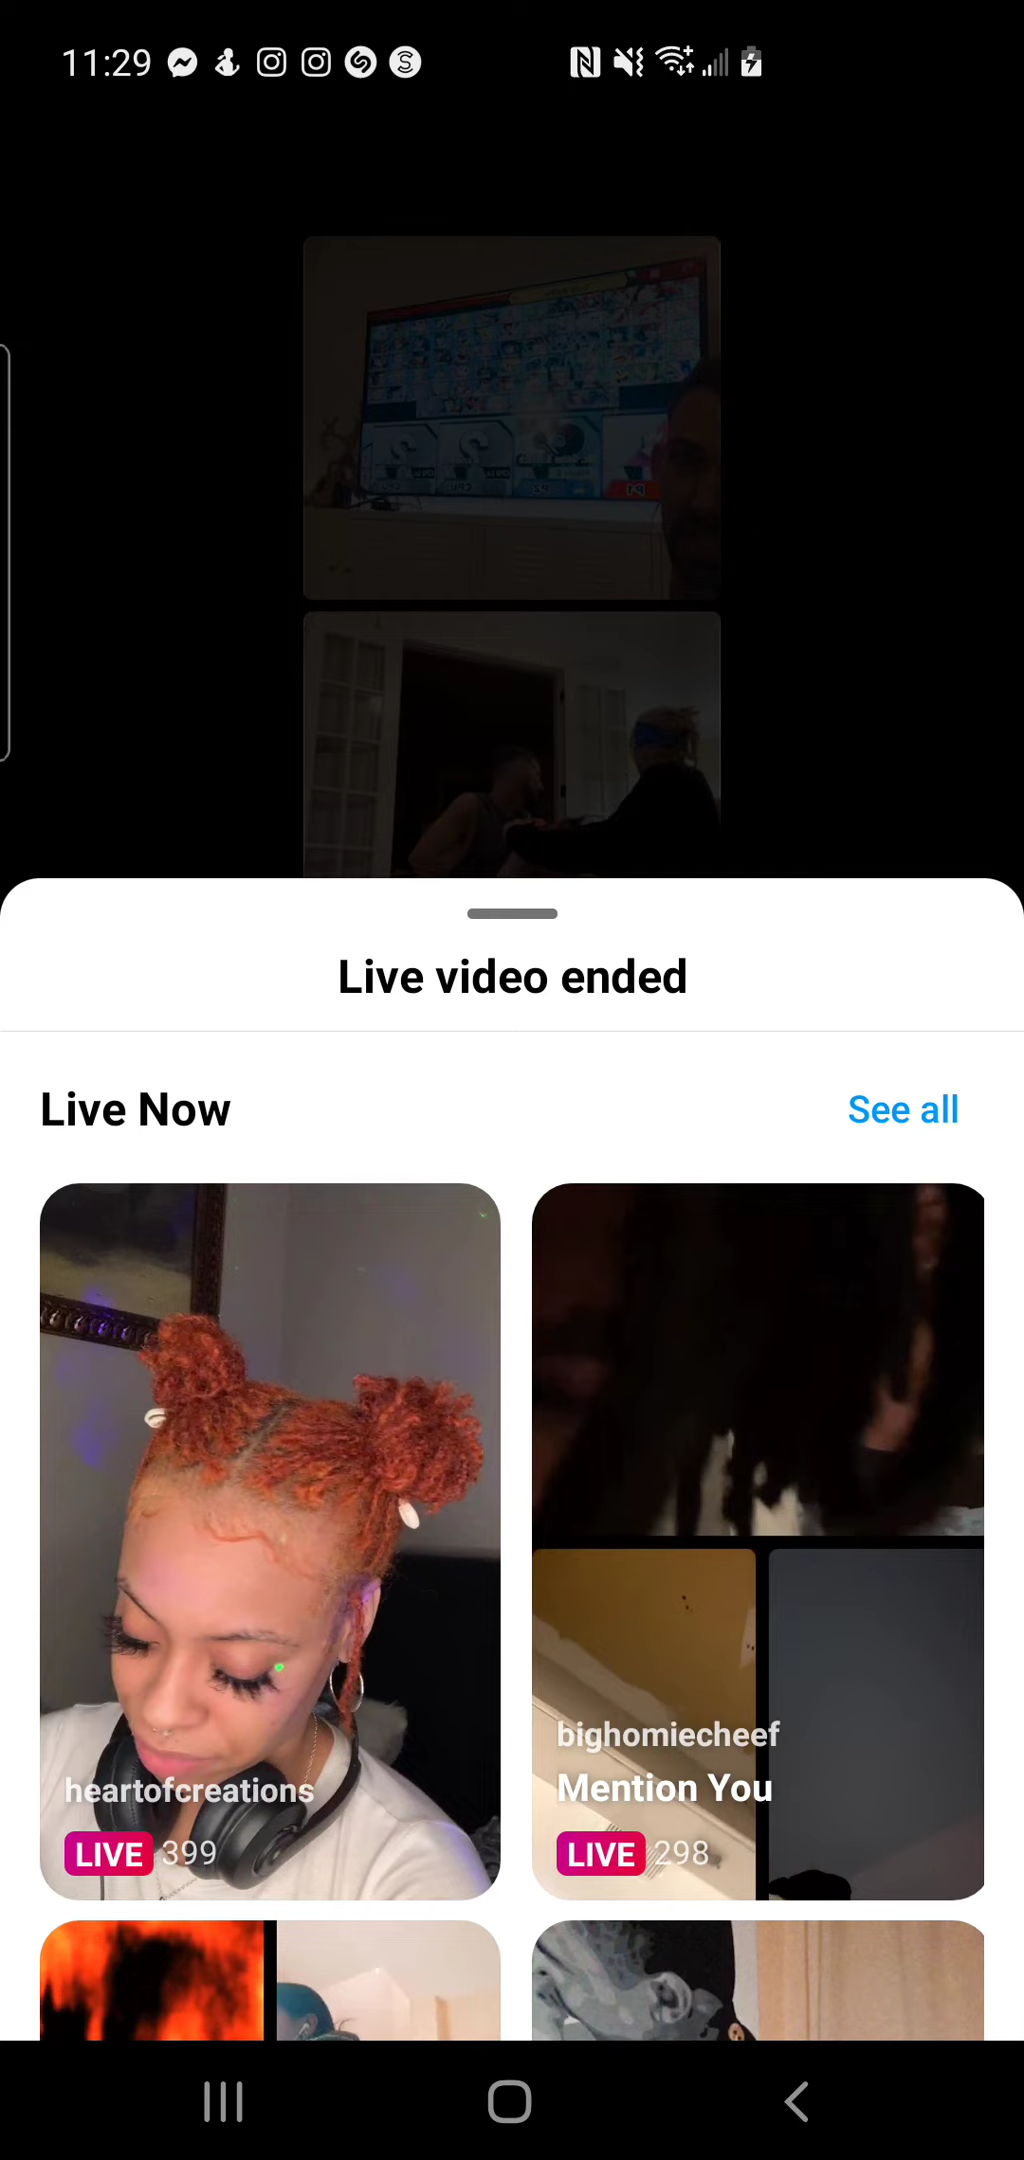 11:29
Live video ended
Live Now
See all
heartofcreations
LIVE 399
bighomiecheef
Mention You
LIVE 298